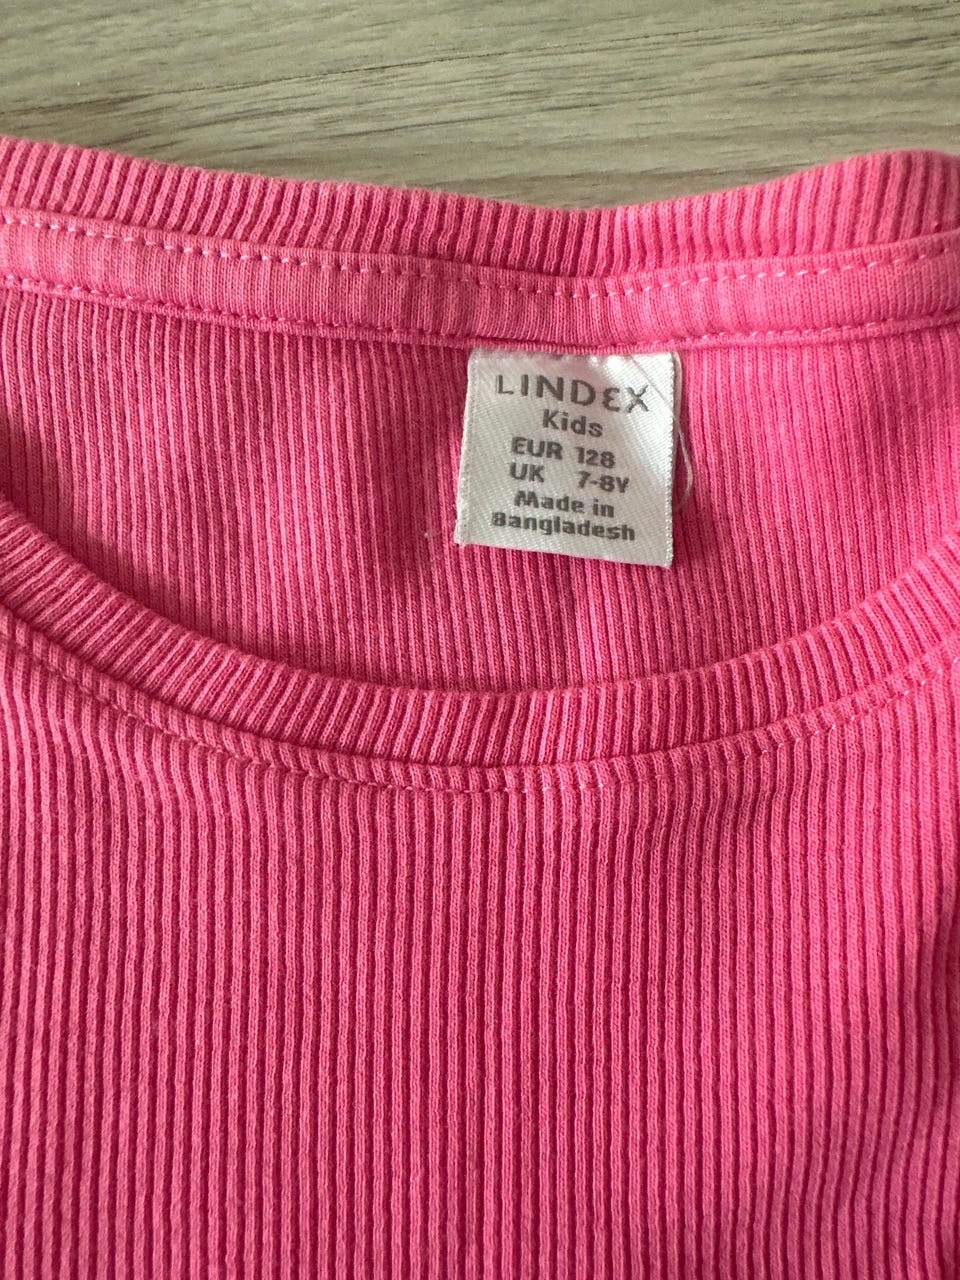 LINDEX
Kids
EUR 128
UK 7-8Y
Made in
Bangladesh